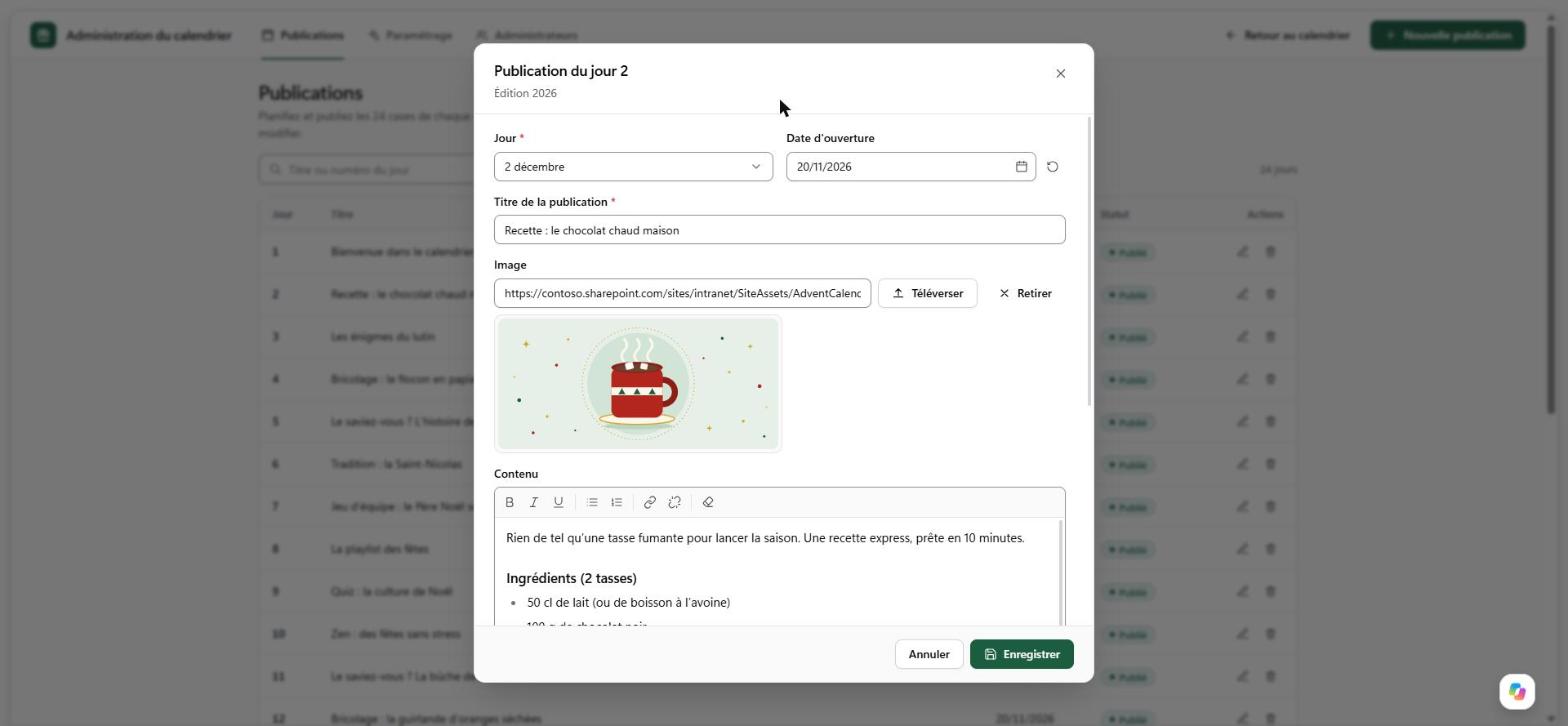 Administration du calendrier
Publications
Paramétrage
Administrateurs
Retour au calendrier
Nouvelle publication
Publications
Planifiez et publiez les 24 cases de chaque
modifier.
Titre ou numéro du jour
24 jours
Jour Titre Statut Actions
1 Bienvenue dans le calendrier Publié
2 Recette : le chocolat chaud Publié
3 Les énigmes du lutin Publié
4 Bricolage : le flocon en papie Publié
5 Le saviez-vous ? L'histoire de Publié
6 Tradition : la Saint-Nicolas Publié
7 Jeu d'équipe : le Père Noël s Publié
8 La playlist des fêtes Publié
9 Quiz : la culture de Noël Publié
10 Zen : des fêtes sans stress Publié
11 Le saviez-vous ? La bûche de Publié
12 Bricolage : la guirlande d'oranges séchées 20/11/2026 Publié
Publication du jour 2
Édition 2026
Jour * Date d'ouverture
2 décembre 20/11/2026
Titre de la publication *
Recette : le chocolat chaud maison
Image
https://contoso.sharepoint.com/sites/intranet/SiteAssets/AdventCalenc Téléverser Retirer
Contenu
B I U
Rien de tel qu'une tasse fumante pour lancer la saison. Une recette express, prête en 10 minutes.
Ingrédients (2 tasses)
50 cl de lait (ou de boisson à l'avoine)
100 g de chocolat noir
Annuler Enregistrer